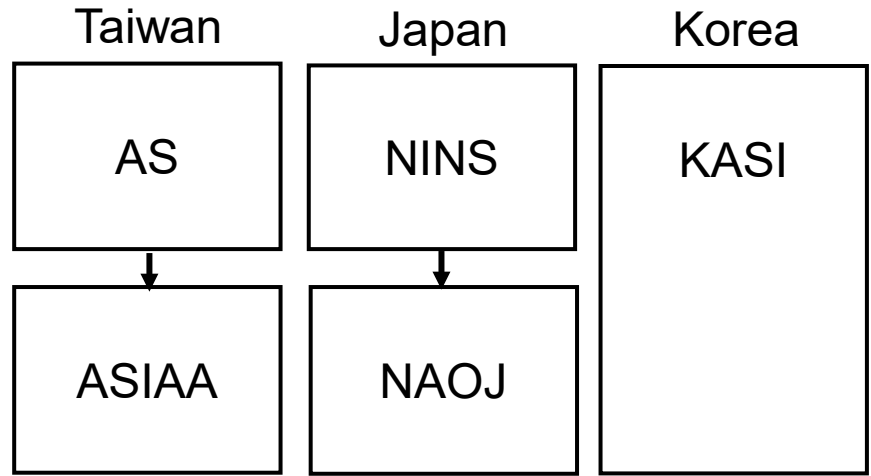 Taiwan
Japan
Korea
AS
NINS
KASI
ASIAA
NAOJ